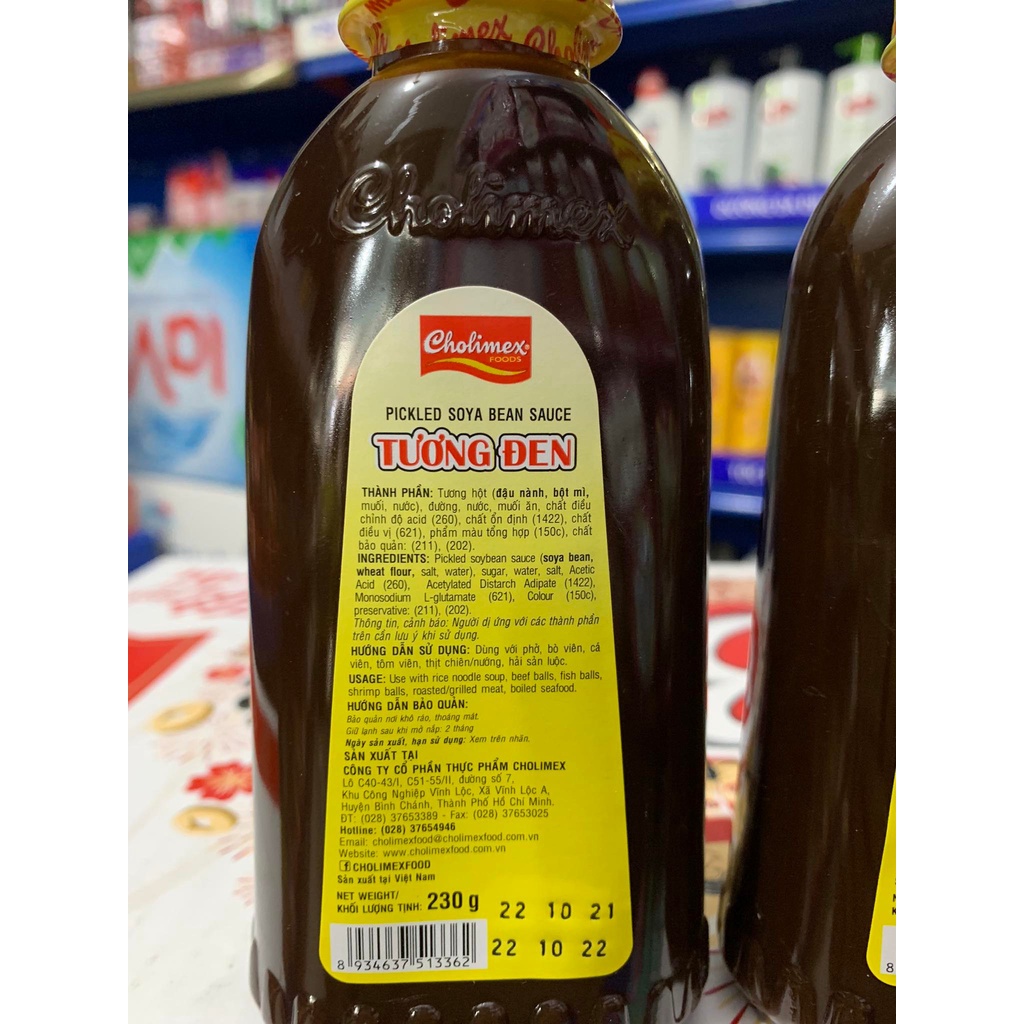 Cholimex
Cholimex
FOODS
PICKLED SOYA BEAN SAUCE
TƯƠNG ĐEN
THÀNH PHẦN: Tương hột (đậu nành, bột mì,
muối, nước), đường, nước, muối ăn, chất điều
chỉnh độ acid (260), chất ổn định (1422), chất
điều vị (621), phẩm màu tổng hợp (150c), chất
bảo quản: (211), (202).
INGREDIENTS: Pickled soybean sauce (soya bean,
wheat flour, salt, water), sugar, water, salt, Acetic
Acid (260), Acetylated Distarch Adipate (1422),
Monosodium L-glutamate (621), Colour (150c),
preservative: (211), (202).
Thông tin, cảnh báo: Người dị ứng với các thành phần
trên cần lưu ý khi sử dụng.
HƯỚNG DẪN SỬ DỤNG: Dùng với phở, bò viên, cá
viên, tôm viên, thịt chiên/nướng, hải sản luộc.
USAGE: Use with rice noodle soup, beef balls, fish balls,
shrimp balls, roasted/grilled meat, boiled seafood.
HƯỚNG DẪN BẢO QUẢN:
Bảo quản nơi khô ráo, thoáng mát.
Giữ lạnh sau khi mở nắp: 2 tháng
Ngày sản xuất, hạn sử dụng: Xem trên nhãn.
SẢN XUẤT TẠI
CÔNG TY CỔ PHẦN THỰC PHẨM CHOLIMEX
Lô C40-43/I, C51-55/II, đường số 7,
Khu Công Nghiệp Vĩnh Lộc, Xã Vĩnh Lộc A,
Huyện Bình Chánh, Thành Phố Hồ Chí Minh.
ĐT: (028) 37653389 - Fax: (028) 37653025
Hotline: (028) 37654946
Email: cholimexfood@cholimexfood.com.vn
Website: www.cholimexfood.com.vn
CHOLIMEXFOOD
Sản xuất tại Việt Nam
NET WEIGHT/
KHỐI LƯỢNG TỊNH: 230 g
22 10 21
22 10 22
8 934637 513362